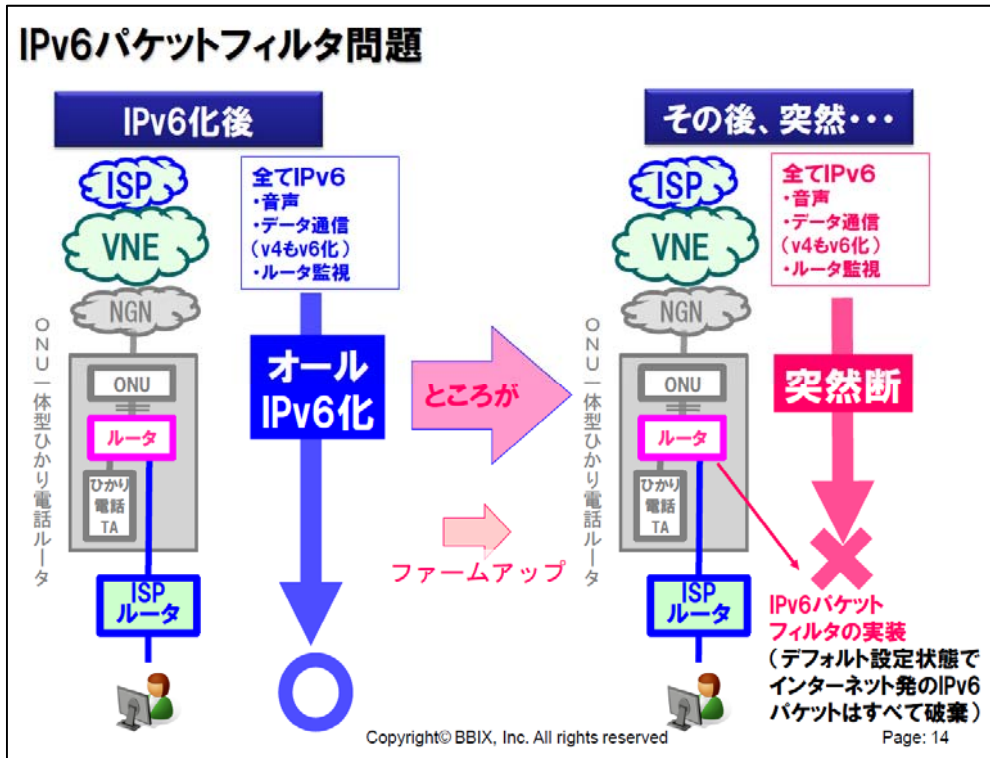 IPv6パケットフィルタ問題
IPv6化後
ISP
VNE
NGN
ONU一体型ひかり電話ルータ
ONU
ルータ
ひかり
電話
TA
ISP
ルータ
全てIPv6
・音声
・データ通信
(v4もv6化)
・ルータ監視
オール
IPv6化
ところが
ファームアップ
その後、突然・・・
ISP
VNE
NGN
ONU一体型ひかり電話ルータ
ONU
ルータ
ひかり
電話
TA
ISP
ルータ
全てIPv6
・音声
・データ通信
(v4もv6化)
・ルータ監視
突然断
IPv6パケット
フィルタの実装
(デフォルト設定状態で
インターネット発のIPv6
パケットはすべて破棄)
Copyright© BBIX, Inc. All rights reserved
Page: 14